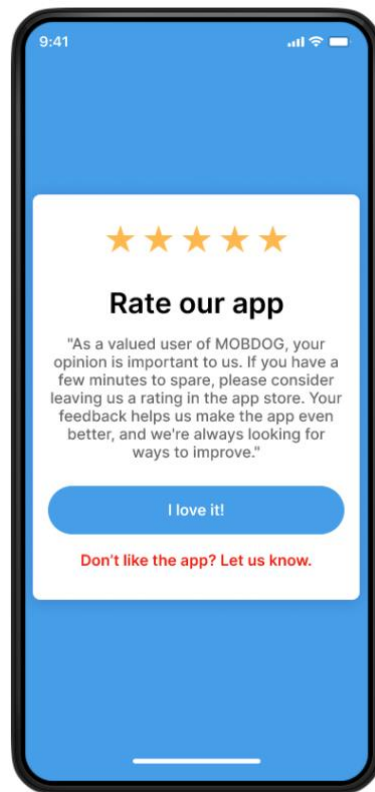 9:41
Rate our app
"As a valued user of MOBDOG, your
opinion is important to us. If you have a
few minutes to spare, please consider
leaving us a rating in the app store. Your
feedback helps us make the app even
better, and we're always looking for
ways to improve."
I love it!
Don't like the app? Let us know.